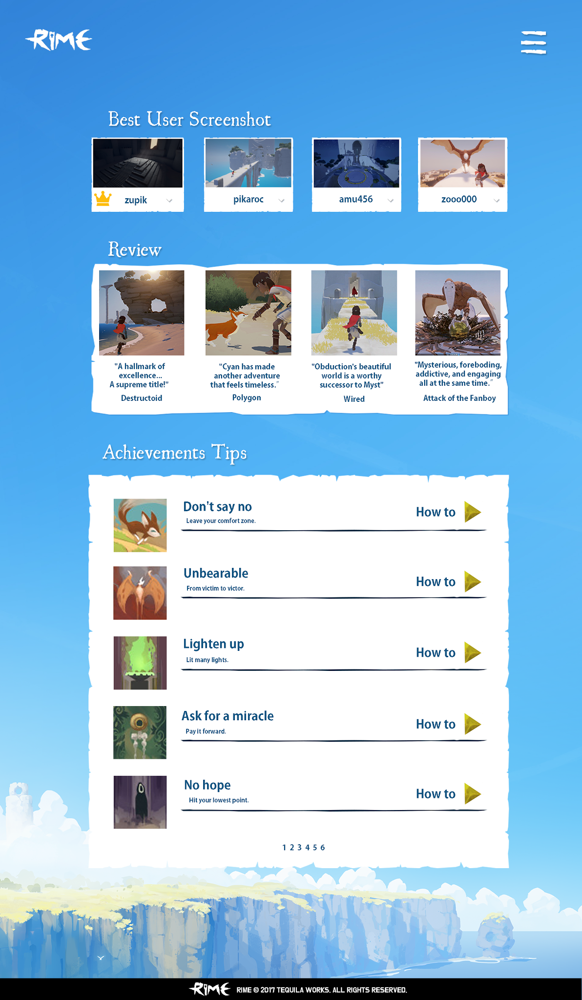 RiME
Best User Screenshot
zupik
pikaroc
amu456
zooo000
Review
"A hallmark of
excellence...
A supreme title!"
Destructoid
"Cyan has made
another adventure
that feels timeless."
Polygon
"Obduction's beautiful
world is a worthy
successor to Myst"
Wired
"Mysterious, foreboding,
addictive, and engaging
all at the same time."
Attack of the Fanboy
Achievements Tips
Don't say no
Leave your comfort zone.
How to
Unbearable
From victim to victor.
How to
Lighten up
Lit many lights.
How to
Ask for a miracle
Pay it forward.
How to
No hope
Hit your lowest point.
How to
1 2 3 4 5 6
RiME RIME © 2017 TEQUILA WORKS. ALL RIGHTS RESERVED.